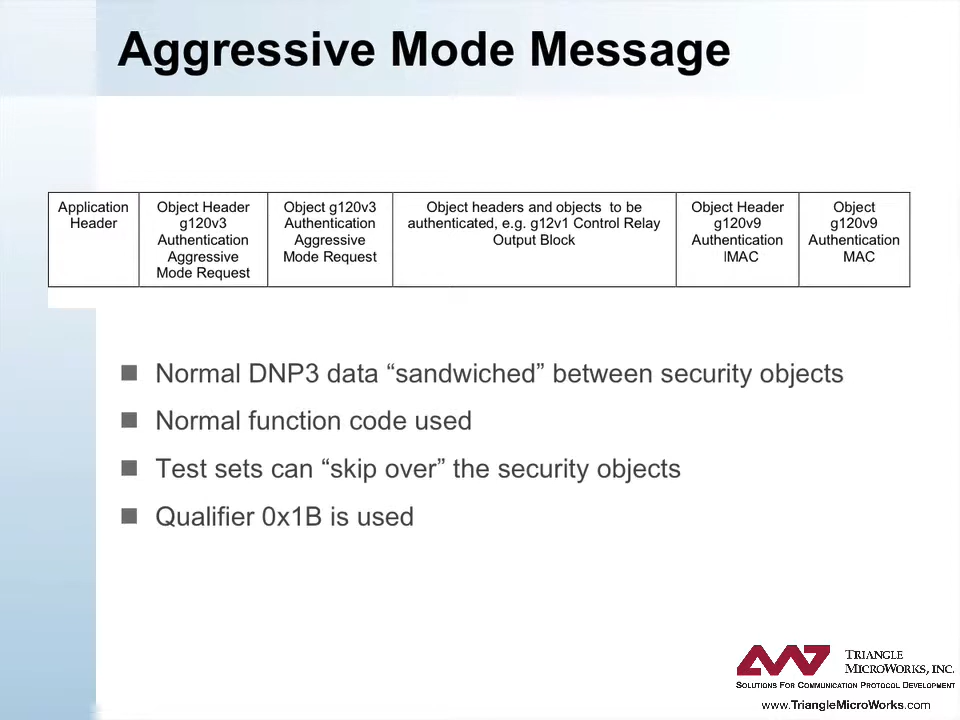 Aggressive Mode Message
Application
Header
Object Header
g120v3
Authentication
Aggressive
Mode Request
Object g120v3
Authentication
Aggressive
Mode Request
Object headers and objects to be
authenticated, e.g. g12v1 Control Relay
Output Block
Object Header
g120v9
Authentication
MAC
Object
g120v9
Authentication
MAC
Normal DNP3 data “sandwiched” between security objects
Normal function code used
Test sets can “skip over” the security objects
Qualifier 0x1B is used
TRIANGLE
MICROWORKS, INC.
SOLUTIONS FOR COMMUNICATION PROTOCOL DEVELOPMENT
www.TriangleMicroWorks.com